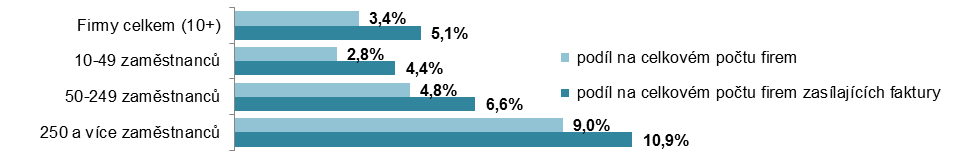 Firmy celkem (10+)
3,4%
5,1%
10-49 zaměstnanců
2,8%
4,4%
50-249 zaměstnanců
4,8%
6,6%
250 a více zaměstnanců
9,0%
10,9%
podíl na celkovém počtu firem
podíl na celkovém počtu firem zasílajících faktury